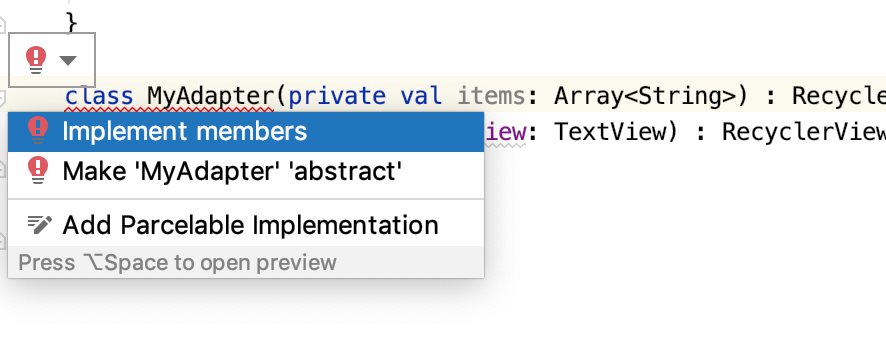 }
class MyAdapter(private val items: Array<String>) : Recycle
iew: TextView) : RecyclerView
Implement members
Make 'MyAdapter' 'abstract'
Add Parcelable Implementation
Press ⌥Space to open preview